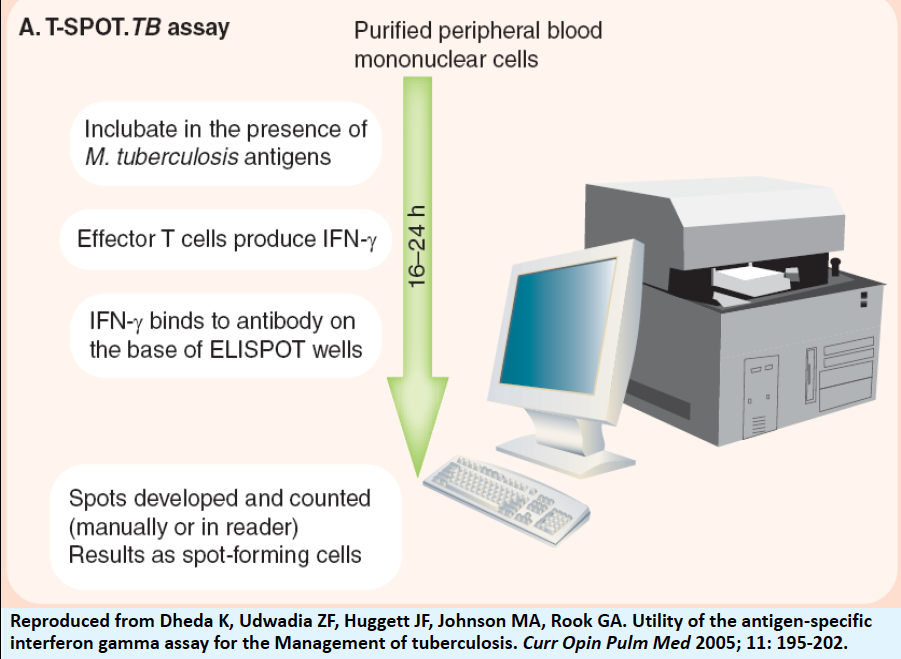 A. T-SPOT.TB assay
Purified peripheral blood
mononuclear cells
Inclubate in the presence of
M. tuberculosis antigens
Effector T cells produce IFN-γ
16–24 h
IFN-γ binds to antibody on
the base of ELISPOT wells
Spots developed and counted
(manually or in reader)
Results as spot-forming cells
Reproduced from Dheda K, Udwadia ZF, Huggett JF, Johnson MA, Rook GA. Utility of the antigen-specific
interferon gamma assay for the Management of tuberculosis. Curr Opin Pulm Med 2005; 11: 195-202.